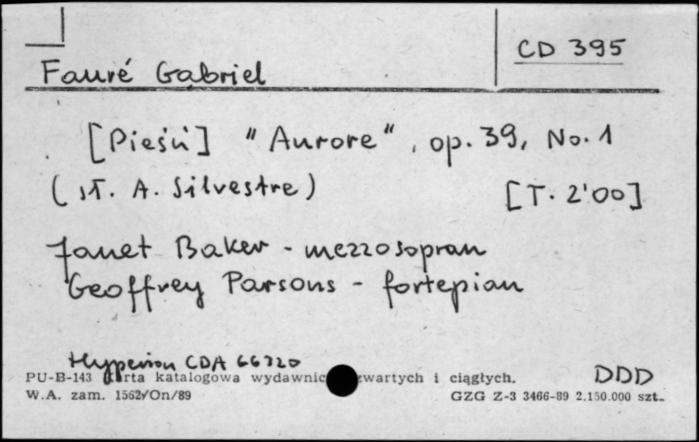 CD 395
Fauré Gabriel
[Pieśń] "Aurore", op. 39, No. 1
(sł. A. Silvestre) [T. 2'00]
Janet Baker - mezzosopran
Geoffrey Parsons - fortepian
Hyperion CDA 66320
PU-B-143 Karta katalogowa wydawnic zwartych i ciągłych. DDD
W.A. zam. 1562/On/89 GZG Z-3 3466-89 2.150.000 szt.